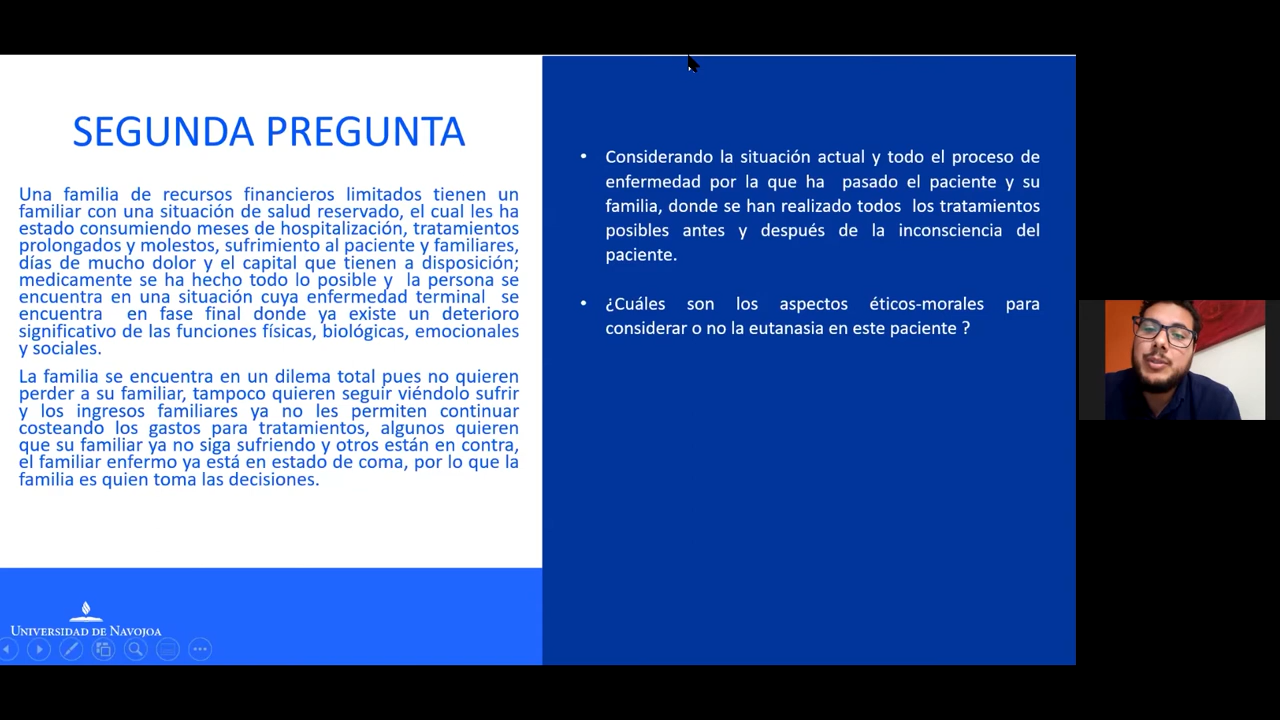 SEGUNDA PREGUNTA
Una familia de recursos financieros limitados tienen un
familiar con una situación de salud reservado, el cual les ha
estado consumiendo meses de hospitalización, tratamientos
prolongados y molestos, sufrimiento al paciente y familiares,
días de mucho dolor y el capital que tienen a disposición;
medicamente se ha hecho todo lo posible y la persona se
encuentra en una situación cuya enfermedad terminal se
encuentra en fase final donde ya existe un deterioro
significativo de las funciones físicas, biológicas, emocionales
y sociales.
La familia se encuentra en un dilema total pues no quieren
perder a su familiar, tampoco quieren seguir viéndolo sufrir
y los ingresos familiares ya no les permiten continuar
costeando los gastos para tratamientos, algunos quieren
que su familiar ya no siga sufriendo y otros están en contra,
el familiar enfermo ya está en estado de coma, por lo que la
familia es quien toma las decisiones.
UNIVERSIDAD DE NAVOJOA
• Considerando la situación actual y todo el proceso de
enfermedad por la que ha pasado el paciente y su
familia, donde se han realizado todos los tratamientos
posibles antes y después de la inconsciencia del
paciente.
• ¿Cuáles son los aspectos éticos-morales para
considerar o no la eutanasia en este paciente ?